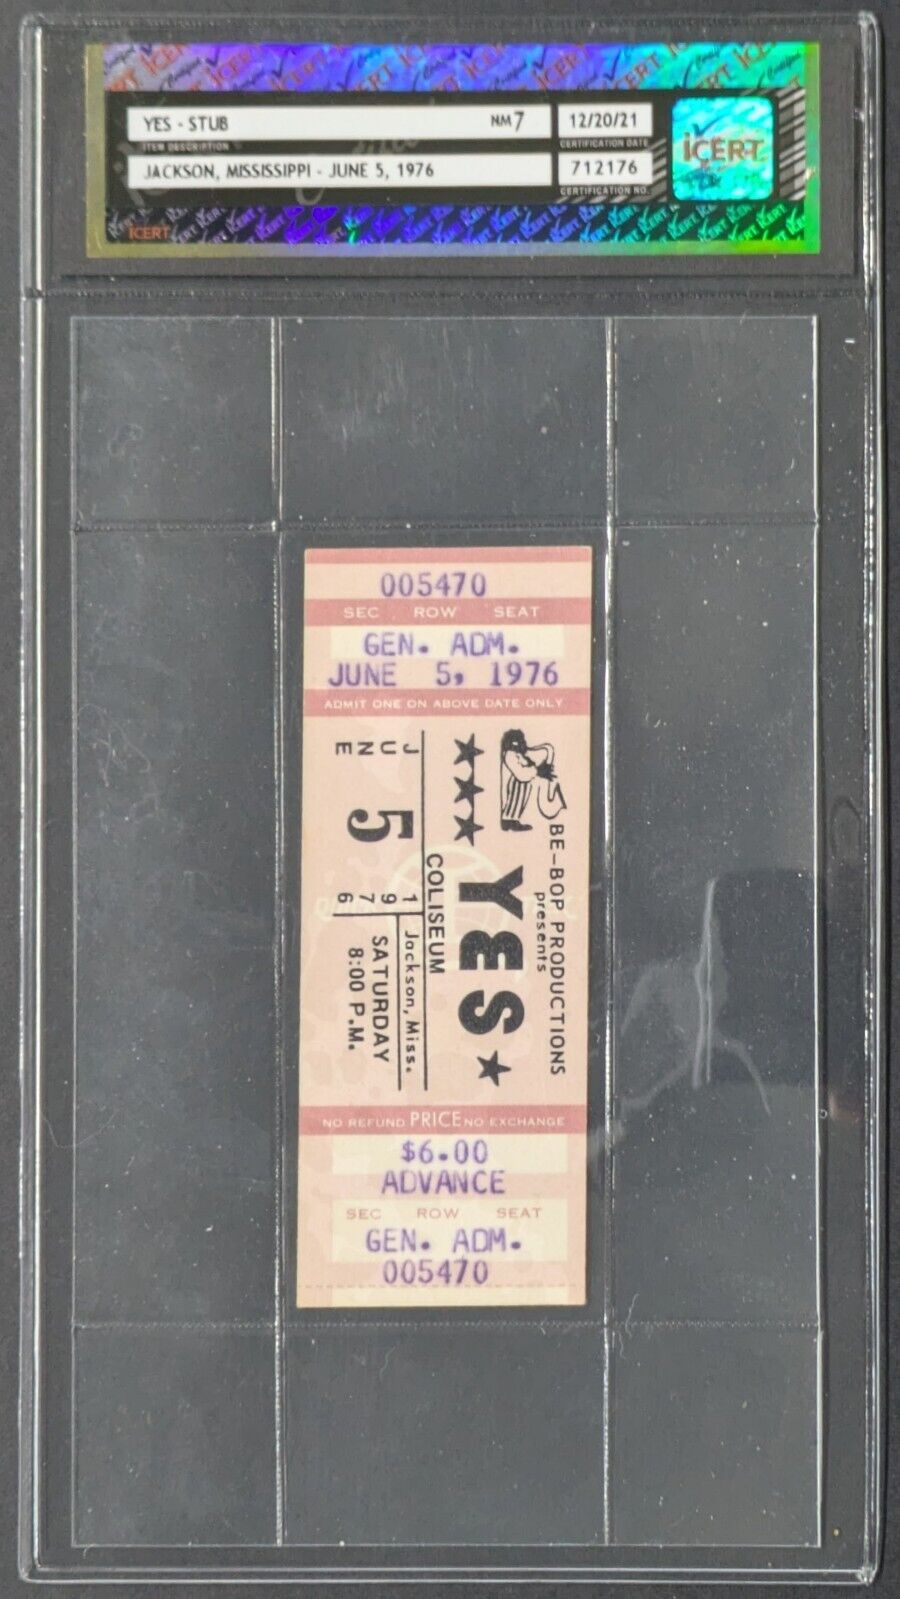 YES - STUB NM7 12/20/21
ITEM DESCRIPTION CERTIFICATION DATE
JACKSON, MISSISSIPPI - JUNE 5, 1976 712176
CERTIFICATION NO.
iCERT
iCERT
005470
SEC ROW SEAT
GEN. ADM.
JUNE 5, 1976
ADMIT ONE ON ABOVE DATE ONLY
BE-BOP PRODUCTIONS
presents
★★★ YES ★
COLISEUM
Jackson, Miss.
JUNE 5 1976
SATURDAY
8:00 P.M.
NO REFUND PRICE NO EXCHANGE
$6.00
ADVANCE
SEC ROW SEAT
GEN. ADM.
005470